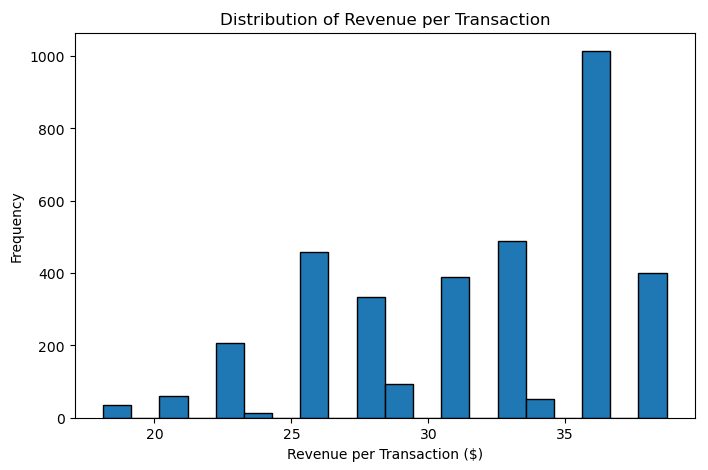 Distribution of Revenue per Transaction
1000
800
600
400
200
0
Frequency
20 25 30 35
Revenue per Transaction ($)